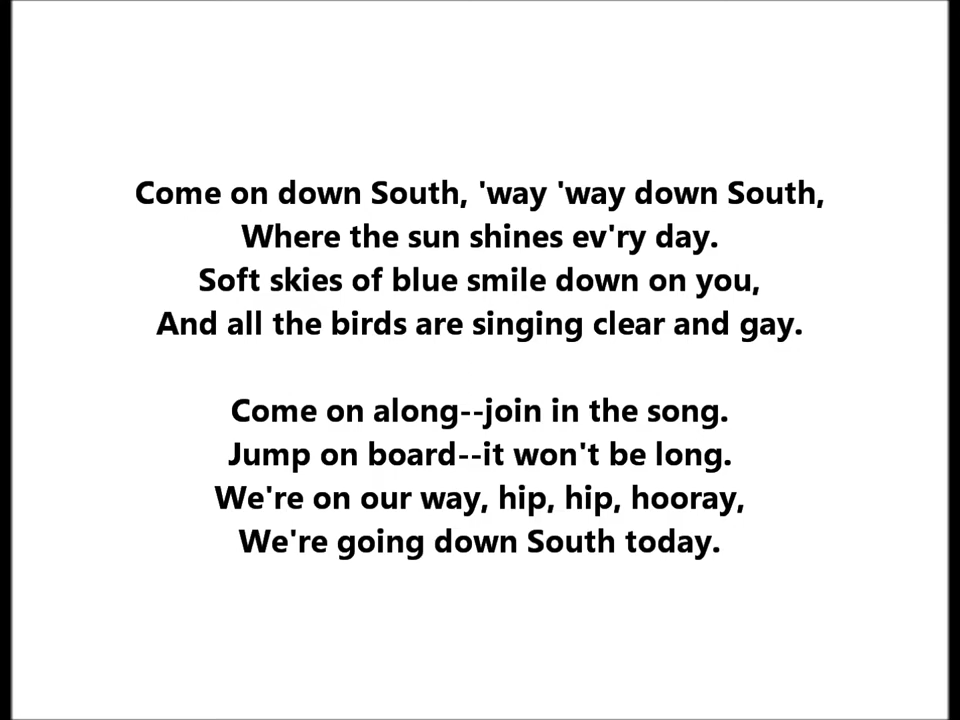 Come on down South, 'way 'way down South,
Where the sun shines ev'ry day.
Soft skies of blue smile down on you,
And all the birds are singing clear and gay.
Come on along--join in the song.
Jump on board--it won't be long.
We're on our way, hip, hip, hooray,
We're going down South today.